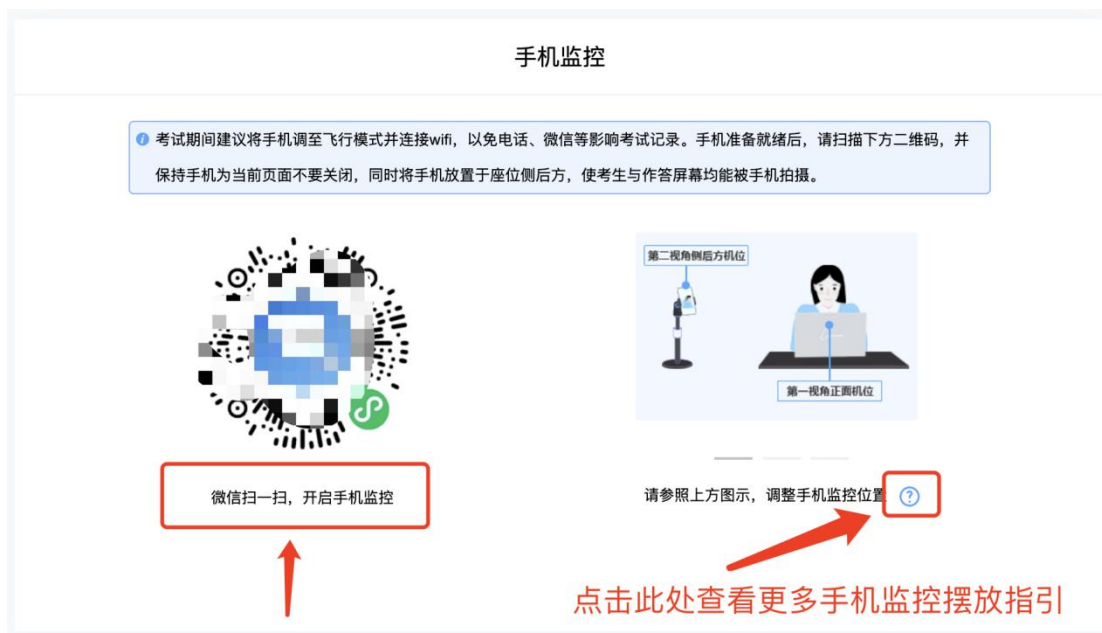 手机监控
考试期间建议将手机调至飞行模式并连接wifi，以免电话、微信等影响考试记录。手机准备就绪后，请扫描下方二维码，并
保持手机为当前页面不要关闭，同时将手机放置于座位侧后方，使考生与作答屏幕均能被手机拍摄。
第二视角侧后方机位
第一视角正面机位
微信扫一扫，开启手机监控
请参照上方图示，调整手机监控位置
点击此处查看更多手机监控摆放指引